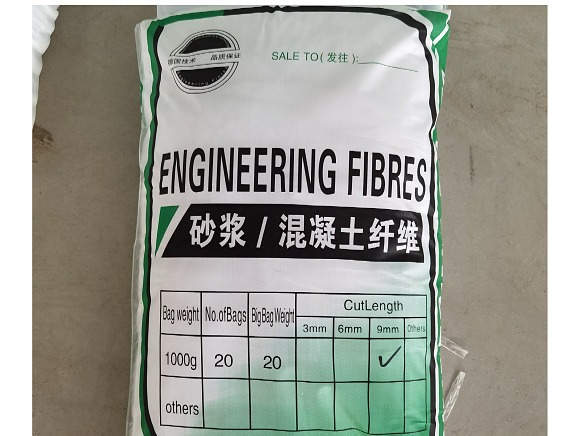 德国技术 品质保证
SALE TO(发往):
ENGINEERING FIBRES
砂浆/混凝土纤维
Bag weight No.ofBags BigBagWeight CutLength
3mm 6mm 9mm Others
1000g 20 20 ✓
others